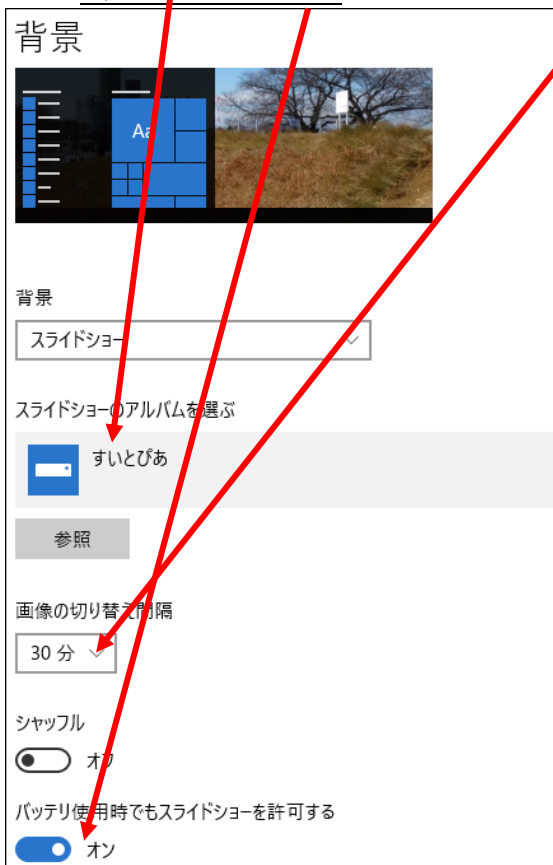 背景
Aa
背景
スライドショー
スライドショーのアルバムを選ぶ
すいとぴあ
参照
画像の切り替え間隔
30 分
シャッフル
オフ
バッテリ使用時でもスライドショーを許可する
オン